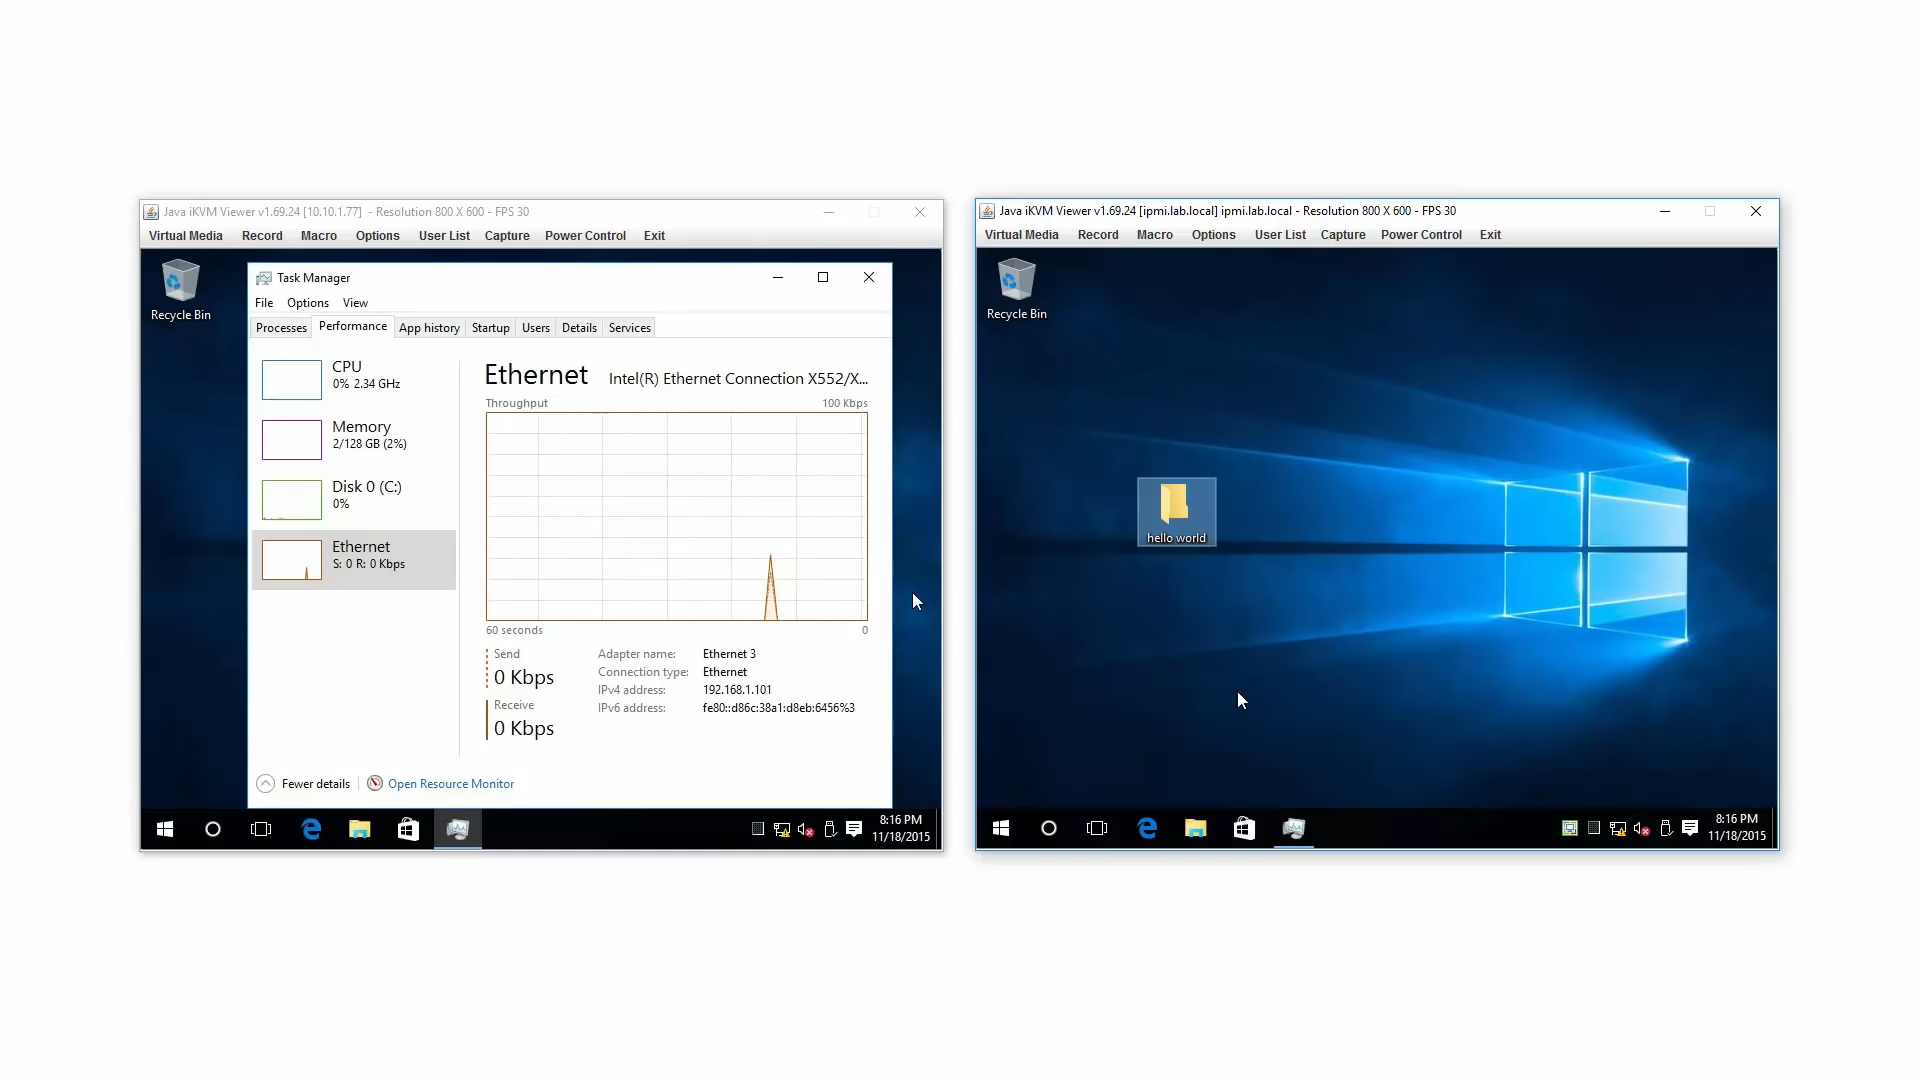 Java iKVM Viewer v1.69.24 [10.10.1.77]  - Resolution 800 X 600 - FPS 30
Virtual Media Record Macro Options User List Capture Power Control Exit
Recycle Bin
Task Manager
File Options View
Processes Performance App history Startup Users Details Services
CPU
0% 2.34 GHz
Memory
2/128 GB (2%)
Disk 0 (C:)
0%
Ethernet
S: 0 R: 0 Kbps
Ethernet Intel(R) Ethernet Connection X552/X...
Throughput 100 Kbps
60 seconds 0
Send
0 Kbps
Receive
0 Kbps
Adapter name: Ethernet 3
Connection type: Ethernet
IPv4 address: 192.168.1.101
IPv6 address: fe80::d86c:38a1:d8eb:6456%3
Fewer details Open Resource Monitor
8:16 PM
11/18/2015
Java iKVM Viewer v1.69.24 [ipmi.lab.local] ipmi.lab.local - Resolution 800 X 600 - FPS 30
Virtual Media Record Macro Options User List Capture Power Control Exit
Recycle Bin
hello world
8:16 PM
11/18/2015